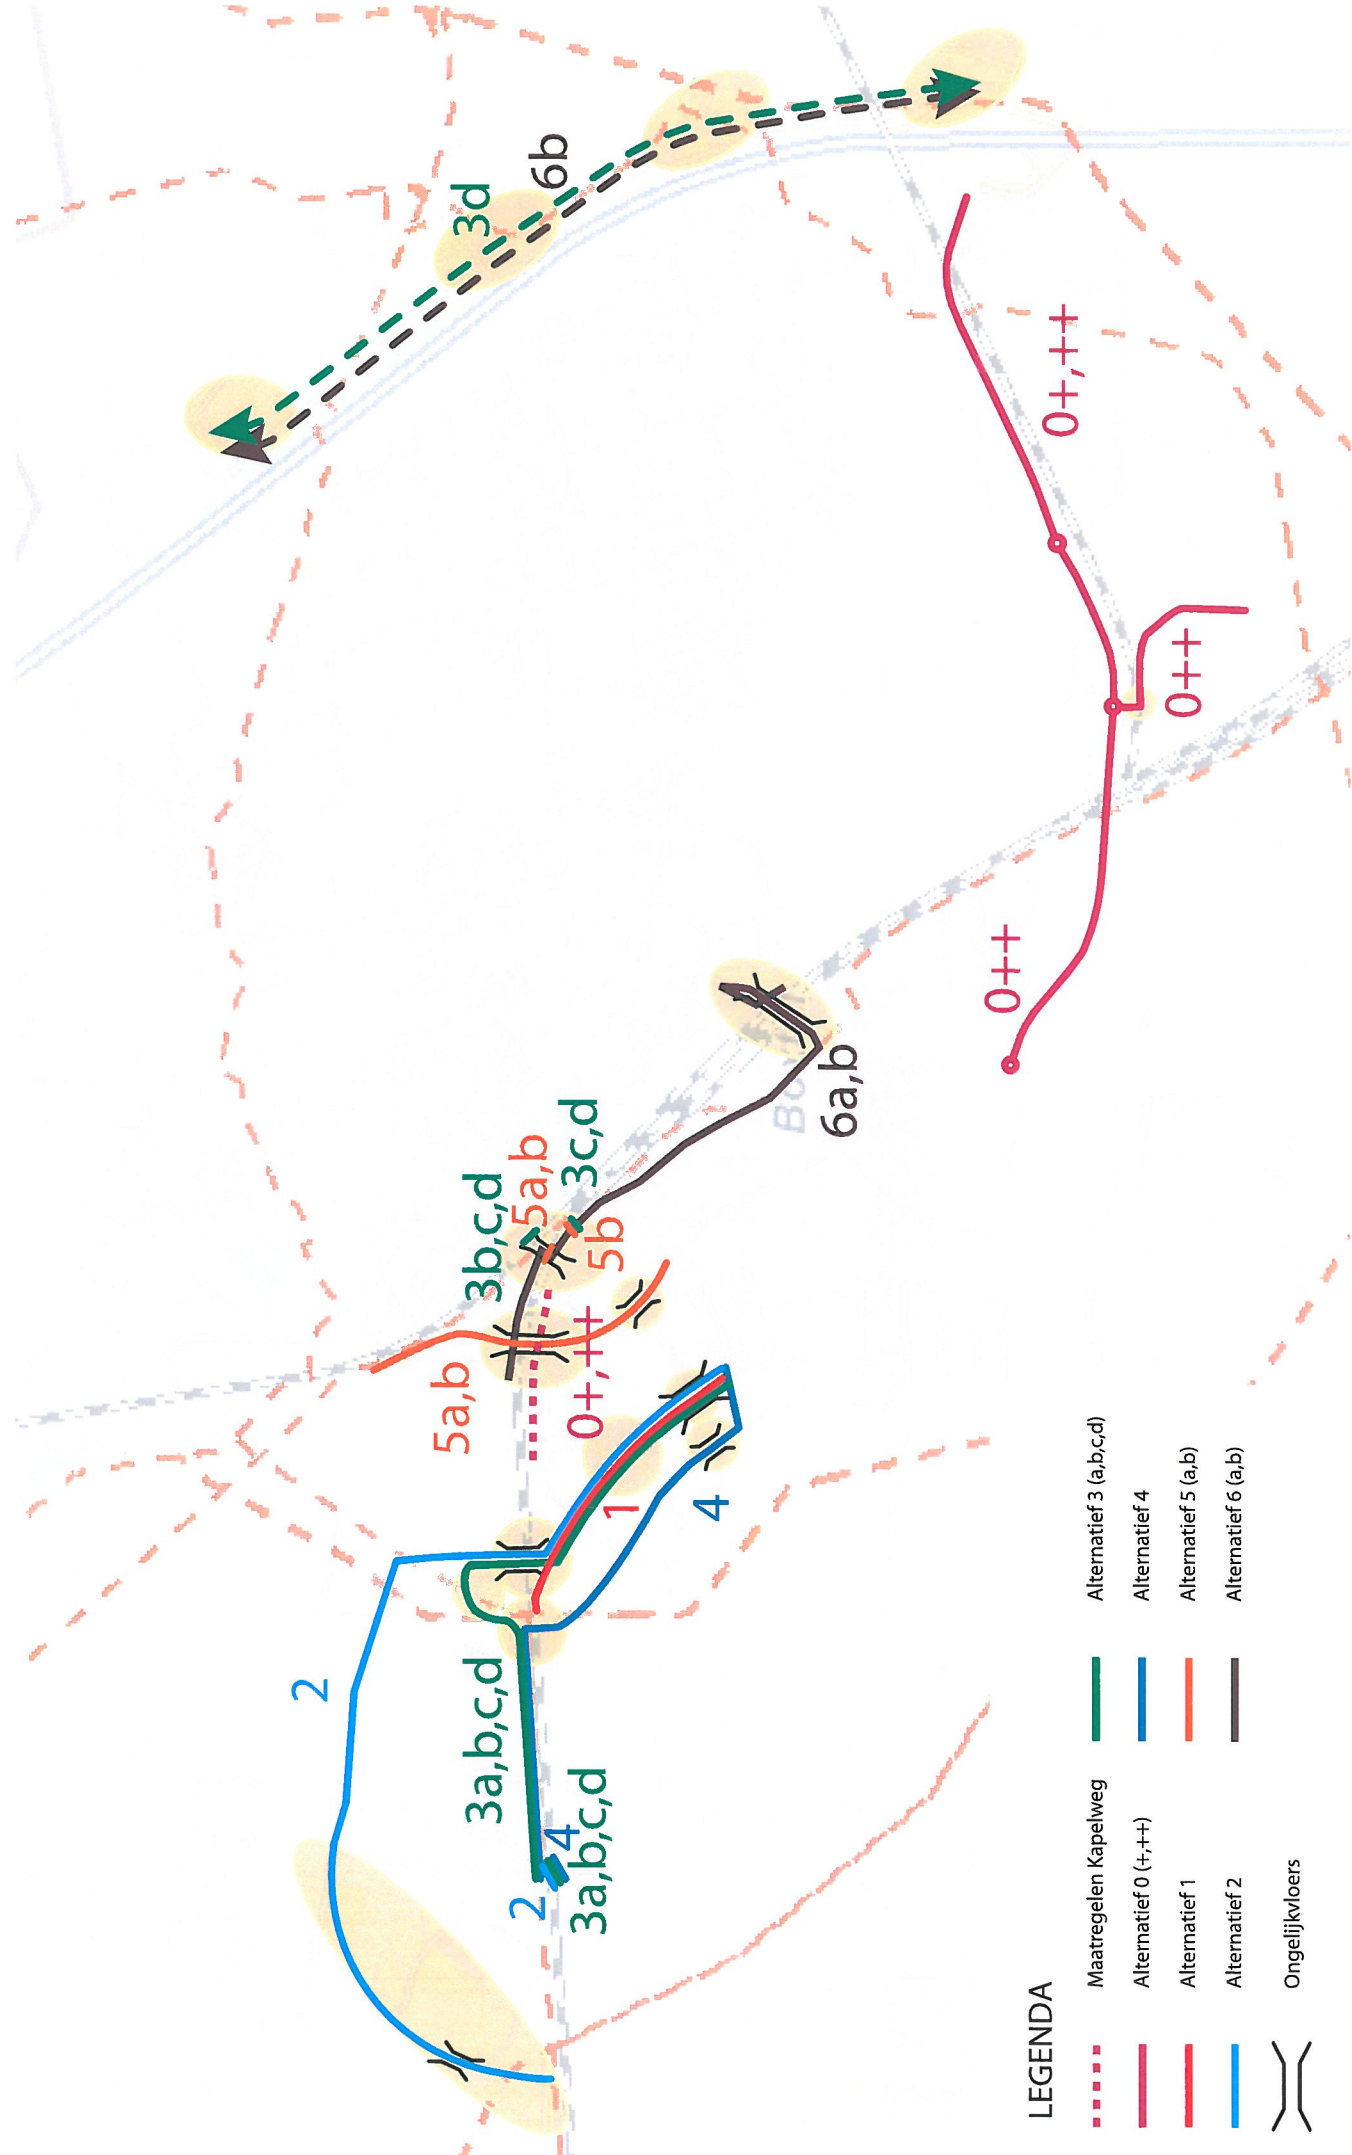 2
2
4
3a,b,c,d
3a,b,c,d
1
4
5a,b
0+,++
3b,c,d
5a,b
5b
3c,d
6a,b
Bo
3d
6b
0++
0++
0+,++
LEGENDA
Maatregelen Kapelweg
Alternatief 0 (+,++)
Alternatief 1
Alternatief 2
Ongelijkvloers
Alternatief 3 (a,b,c,d)
Alternatief 4
Alternatief 5 (a,b)
Alternatief 6 (a,b)